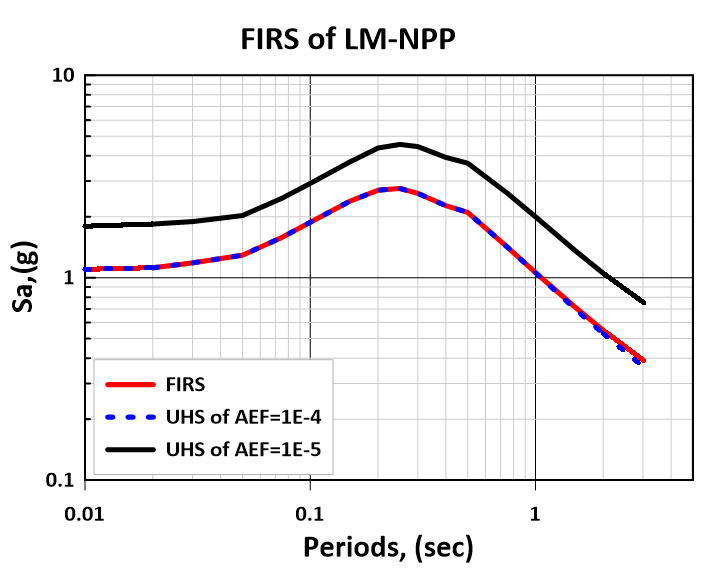 FIRS of LM-NPP
10
1
0.1
Sa,(g)
FIRS
UHS of AEF=1E-4
UHS of AEF=1E-5
0.01
0.1
1
Periods, (sec)